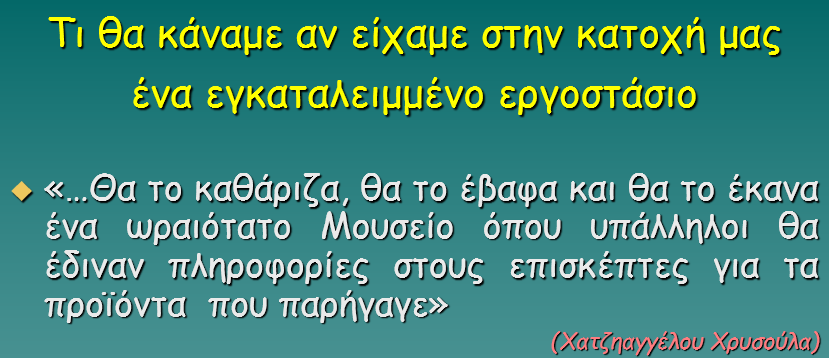 Τι θα κάναμε αν είχαμε στην κατοχή μας
ένα εγκαταλειμμένο εργοστάσιο
«…Θα το καθάριζα, θα το έβαφα και θα το έκανα
ένα ωραιότατο Μουσείο όπου υπάλληλοι θα
έδιναν πληροφορίες στους επισκέπτες για τα
προϊόντα που παρήγαγε»
(Χατζηαγγέλου Χρυσούλα)